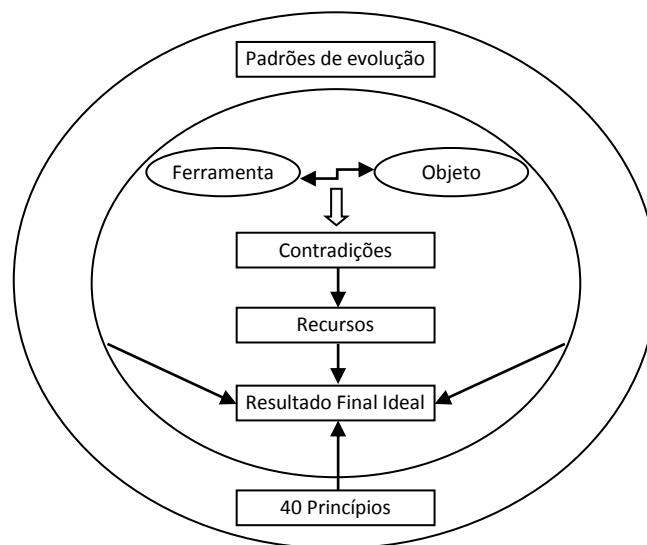 Padrões de evolução
Ferramenta
Objeto
Contradições
Recursos
Resultado Final Ideal
40 Princípios